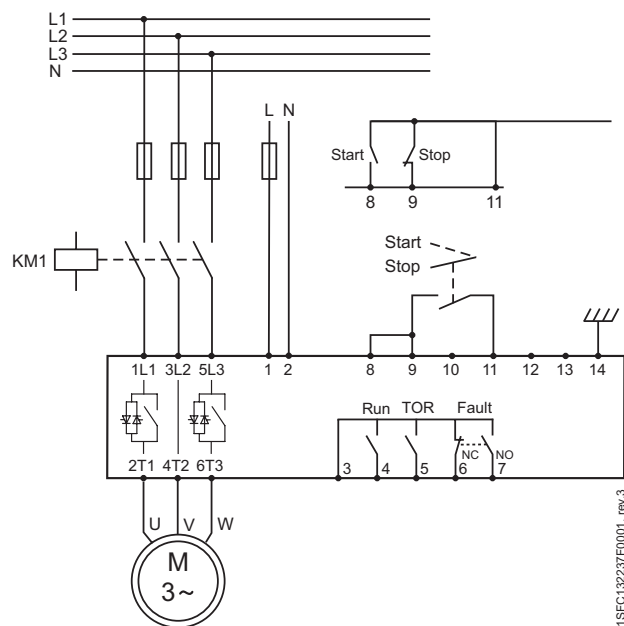 L1
L2
L3
N
L N
Start Stop
8 9 11
KM1
Start
Stop
1L1 3L2 5L3 1 2 8 9 10 11 12 13 14
Run TOR Fault
NC NO
2T1 4T2 6T3 3 4 5 6 7
U V W
M
3~
1SFC132237F0001 rev 3